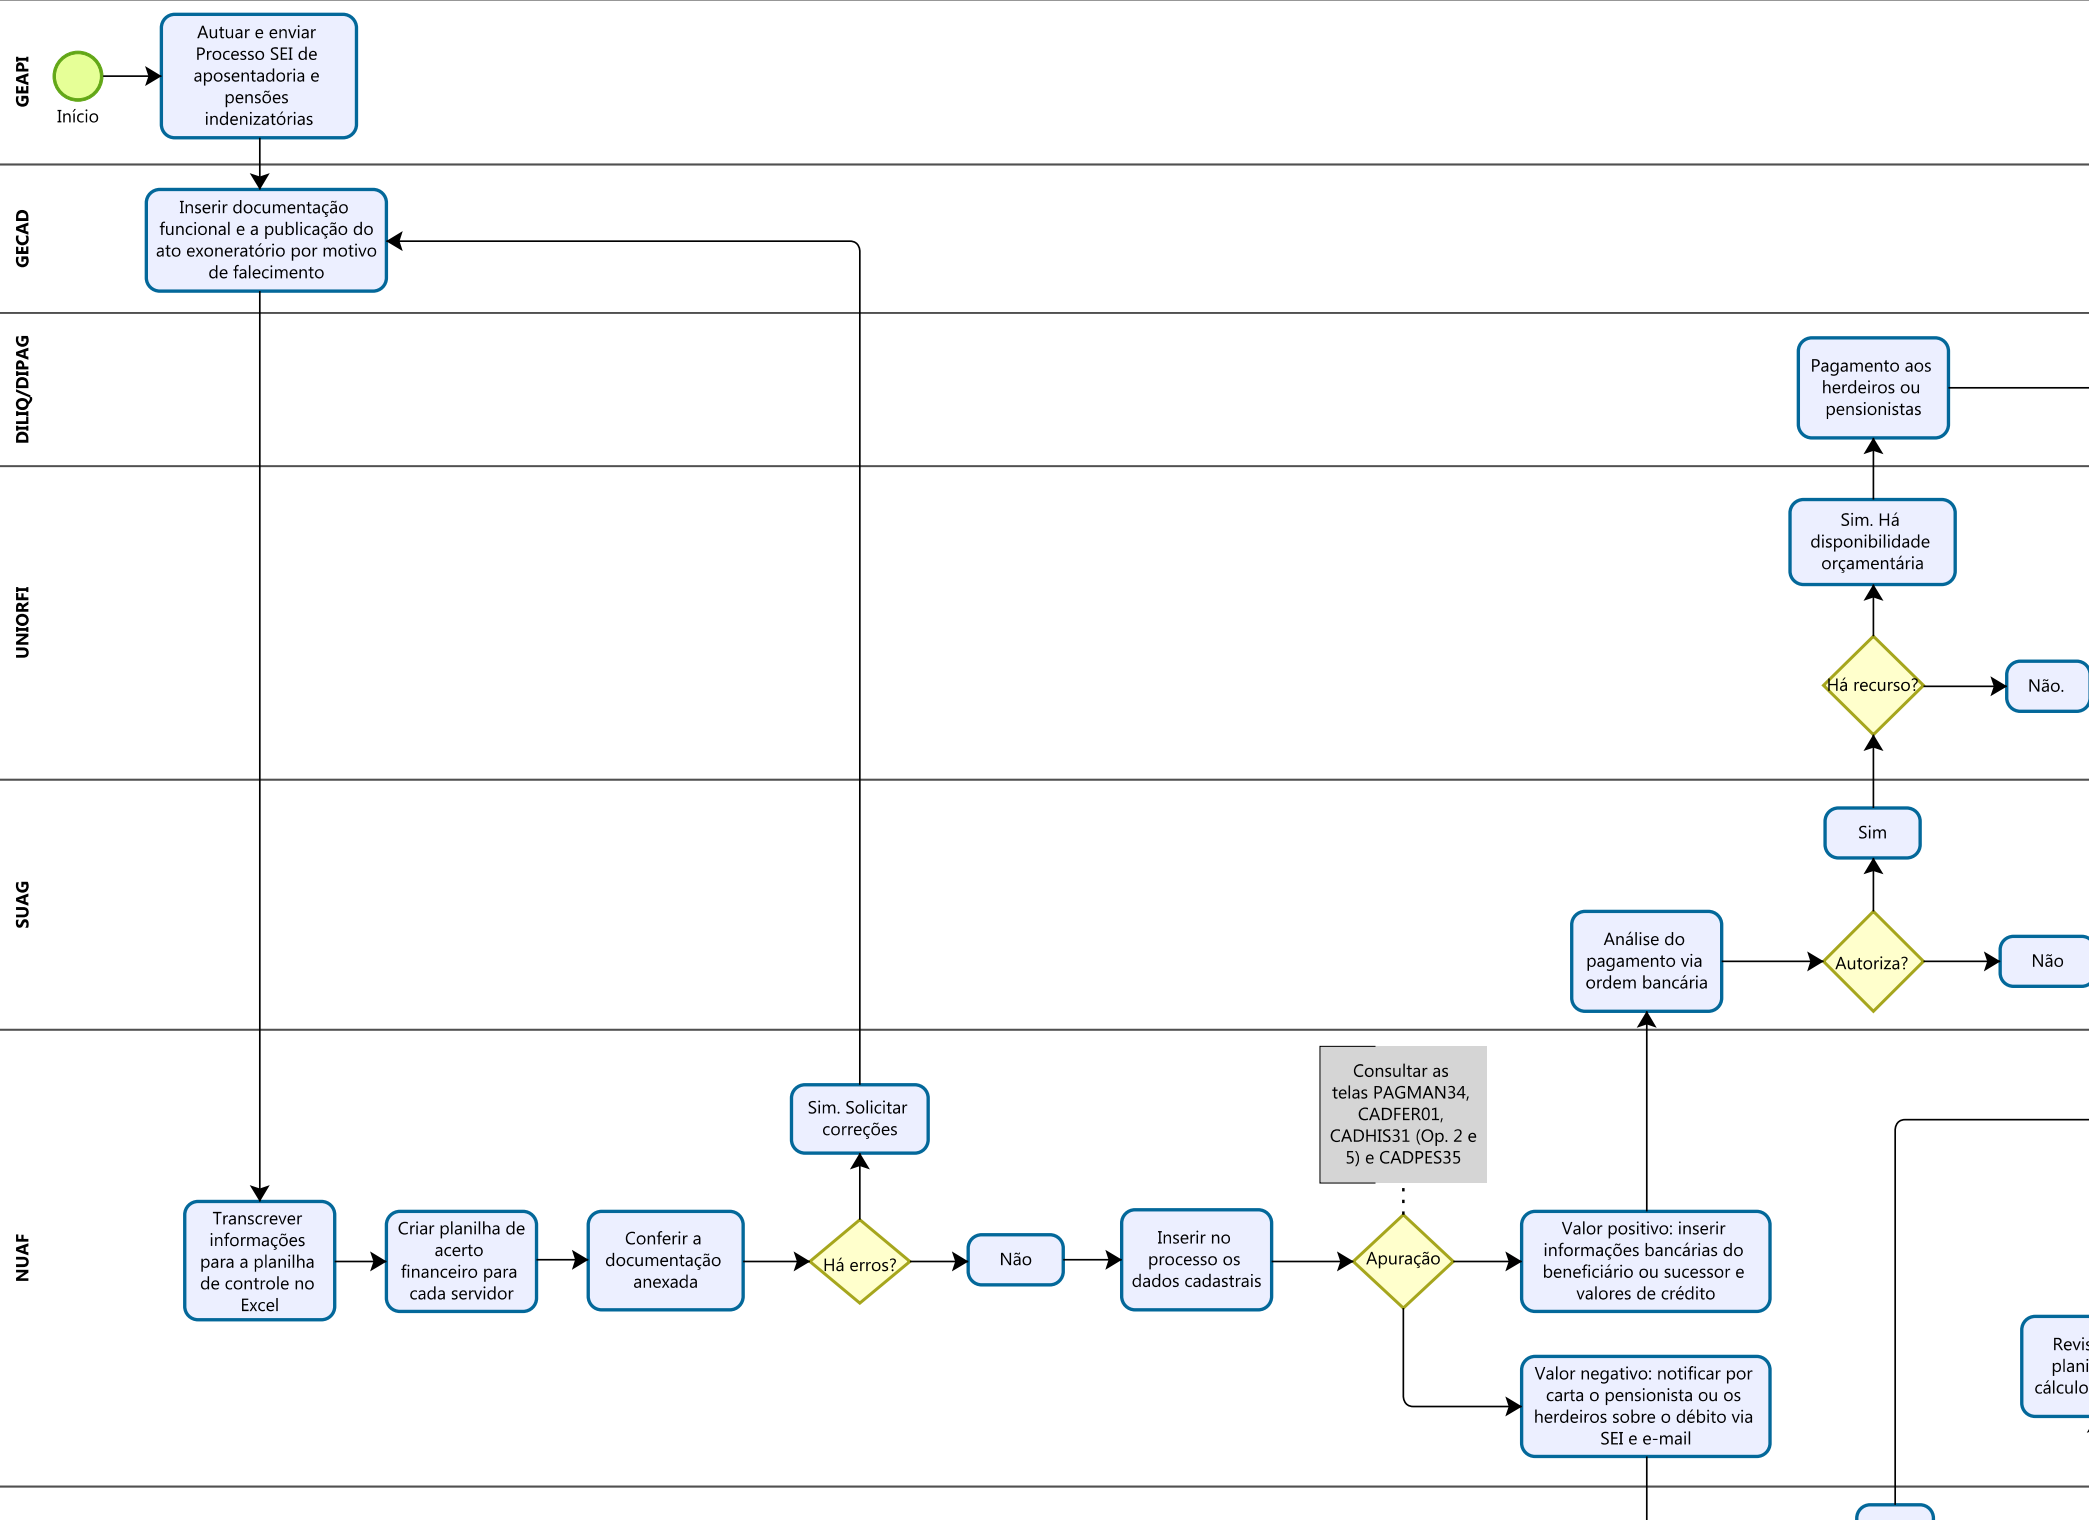 GEAPI
Início
Autuar e enviar
Processo SEI de
aposentadoria e
pensões
indenizatórias
GECAD
Inserir documentação
funcional e a publicação do
ato exoneratório por motivo
de falecimento
DILIQ/DIPAG
Pagamento aos
herdeiros ou
pensionistas
UNIORFI
Sim. Há
disponibilidade
orçamentária
Há recurso?
Não.
SUAG
Sim
Análise do
pagamento via
ordem bancária
Autoriza?
Não
NUAF
Transcrever
informações
para a planilha
de controle no
Excel
Criar planilha de
acerto
financeiro para
cada servidor
Conferir a
documentação
anexada
Sim. Solicitar
correções
Há erros?
Não
Inserir no
processo os
dados cadastrais
Consultar as
telas PAGMAN34,
CADFER01,
CADHIS31 (Op. 2 e
5) e CADPES35
Apuração
Valor positivo: inserir
informações bancárias do
beneficiário ou sucessor e
valores de crédito
Valor negativo: notificar por
carta o pensionista ou os
herdeiros sobre o débito via
SEI e e-mail
Revis
plani
cálculo